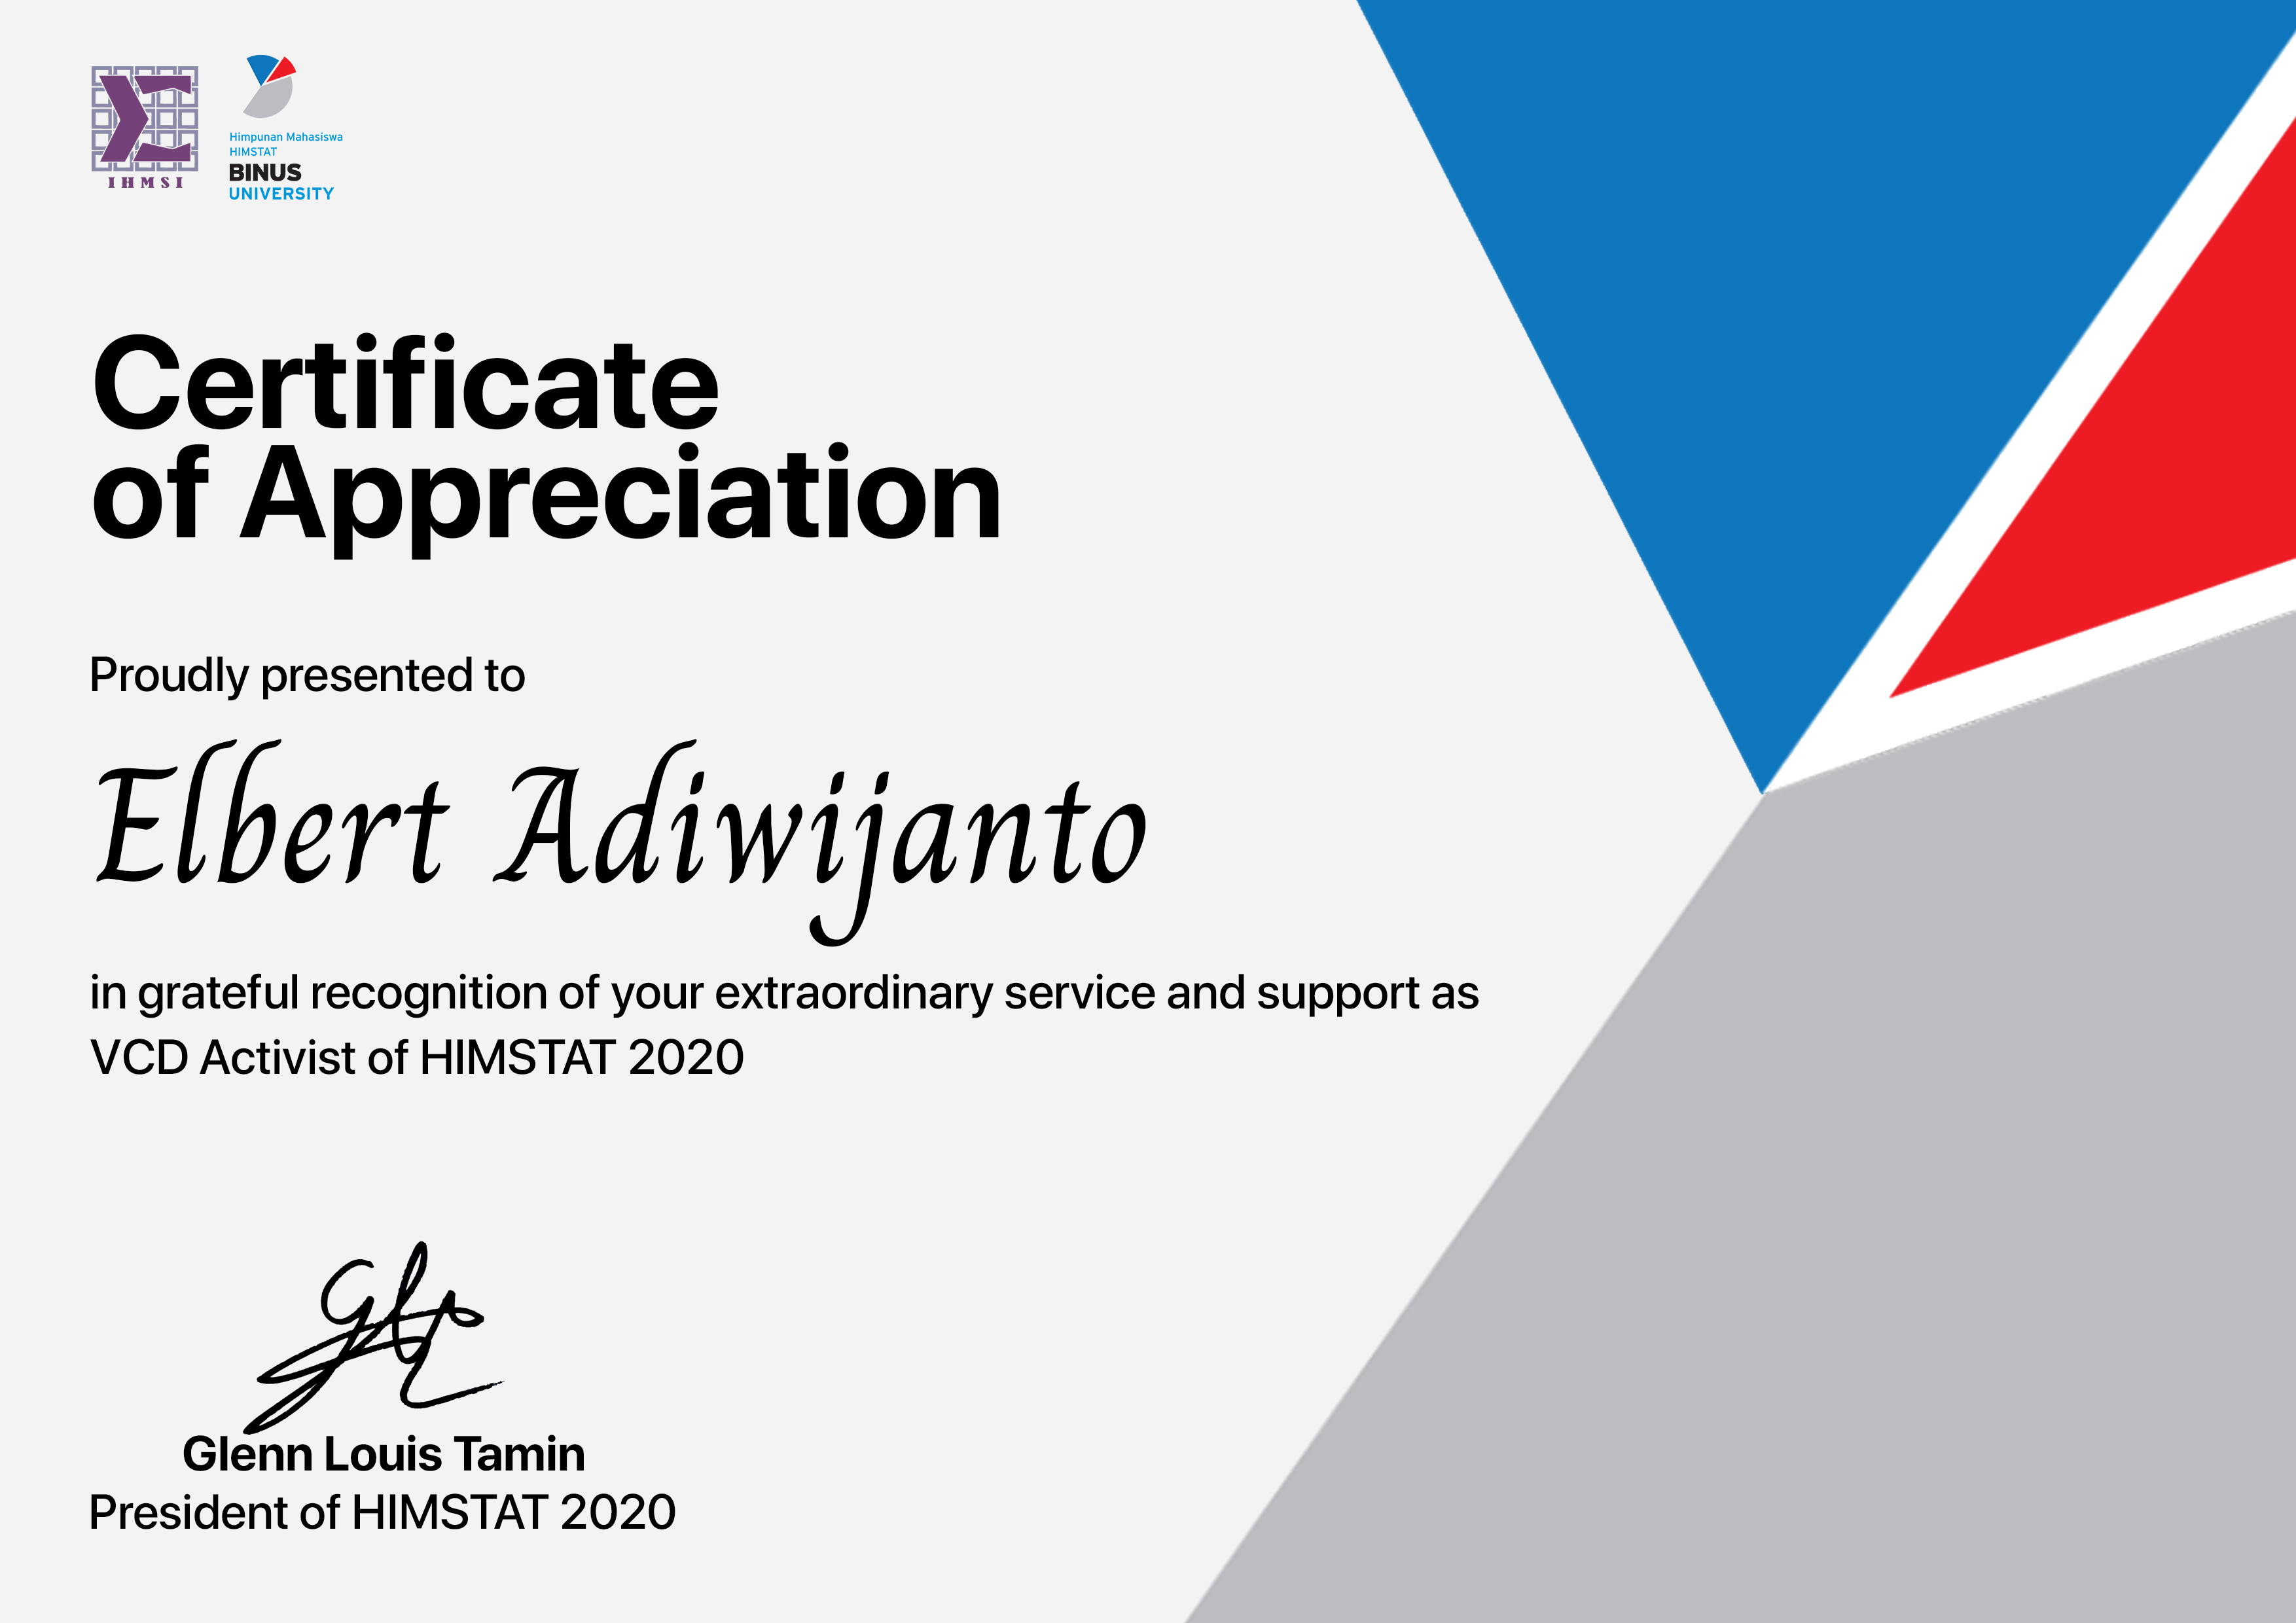 IHMSI
Himpunan Mahasiswa
HIMSTAT
BINUS
UNIVERSITY
Certificate
of Appreciation
Proudly presented to
Elbert Adiwijanto
in grateful recognition of your extraordinary service and support as
VCD Activist of HIMSTAT 2020
Glenn Louis Tamin
President of HIMSTAT 2020